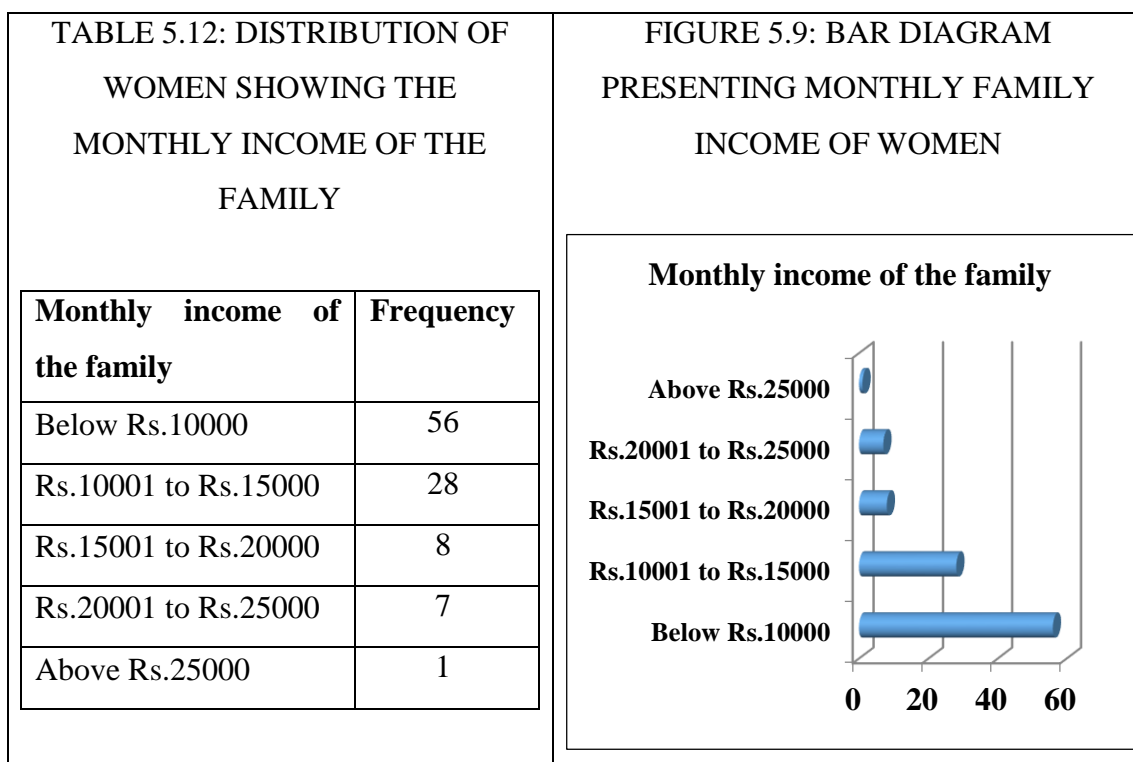 TABLE 5.12: DISTRIBUTION OF
WOMEN SHOWING THE
MONTHLY INCOME OF THE
FAMILY
Monthly income of Frequency
the family
Below Rs.10000 56
Rs.10001 to Rs.15000 28
Rs.15001 to Rs.20000 8
Rs.20001 to Rs.25000 7
Above Rs.25000 1
FIGURE 5.9: BAR DIAGRAM
PRESENTING MONTHLY FAMILY
INCOME OF WOMEN
Monthly income of the family
Above Rs.25000
Rs.20001 to Rs.25000
Rs.15001 to Rs.20000
Rs.10001 to Rs.15000
Below Rs.10000
0 20 40 60